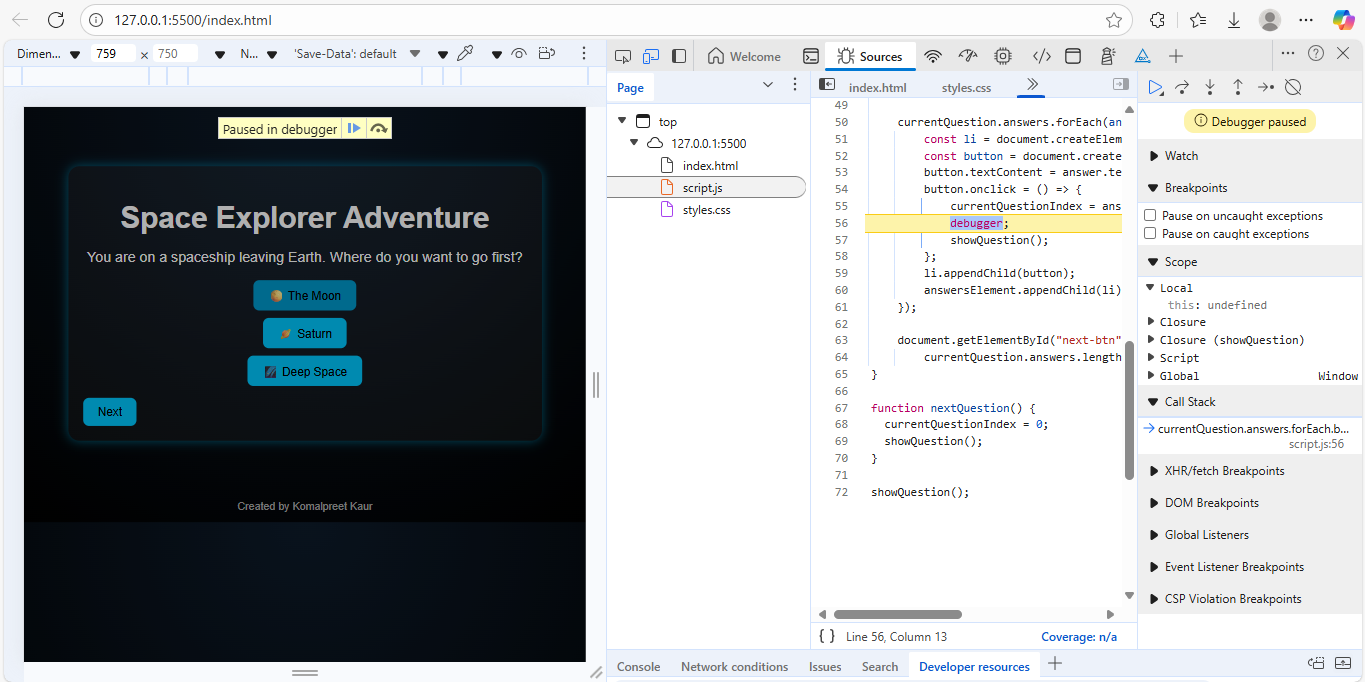 127.0.0.1:5500/index.html
Dimen... 759 × 750 N... 'Save-Data': default
Welcome Sources
Paused in debugger
Space Explorer Adventure
You are on a spaceship leaving Earth. Where do you want to go first?
The Moon
Saturn
Deep Space
Next
Created by Komalpreet Kaur
Page
top
127.0.0.1:5500
index.html
script.js
styles.css
index.html styles.css
49
50 currentQuestion.answers.forEach(an
51 const li = document.createElem
52 const button = document.create
53 button.textContent = answer.te
54 button.onclick = () => {
55 currentQuestionIndex = ans
56 debugger;
57 showQuestion();
58 };
59 li.appendChild(button);
60 answersElement.appendChild(li)
61 });
62
63 document.getElementById("next-btn"
64 currentQuestion.answers.length
65 }
66
67 function nextQuestion() {
68 currentQuestionIndex = 0;
69 showQuestion();
70 }
71
72 showQuestion();
{ } Line 56, Column 13 Coverage: n/a
Debugger paused
Watch
Breakpoints
Pause on uncaught exceptions
Pause on caught exceptions
Scope
Local
this: undefined
Closure
Closure (showQuestion)
Script
Global Window
Call Stack
currentQuestion.answers.forEach.b...
script.js:56
XHR/fetch Breakpoints
DOM Breakpoints
Global Listeners
Event Listener Breakpoints
CSP Violation Breakpoints
Console Network conditions Issues Search Developer resources